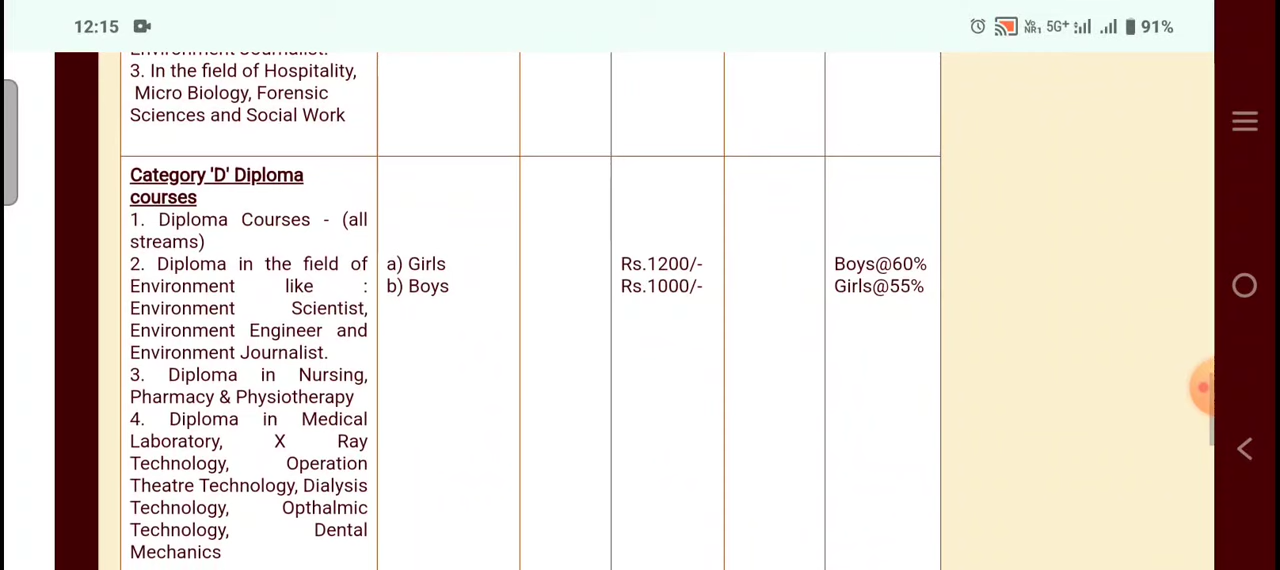 12:15
5G+ 91%
Environment Journalist.
3. In the field of Hospitality,
Micro Biology, Forensic
Sciences and Social Work
Category 'D' Diploma
courses
1. Diploma Courses - (all
streams)
2. Diploma in the field of
Environment like :
Environment Scientist,
Environment Engineer and
Environment Journalist.
3. Diploma in Nursing,
Pharmacy & Physiotherapy
4. Diploma in Medical
Laboratory, X Ray
Technology, Operation
Theatre Technology, Dialysis
Technology, Opthalmic
Technology, Dental
Mechanics
a) Girls
b) Boys
Rs.1200/-
Rs.1000/-
Boys@60%
Girls@55%